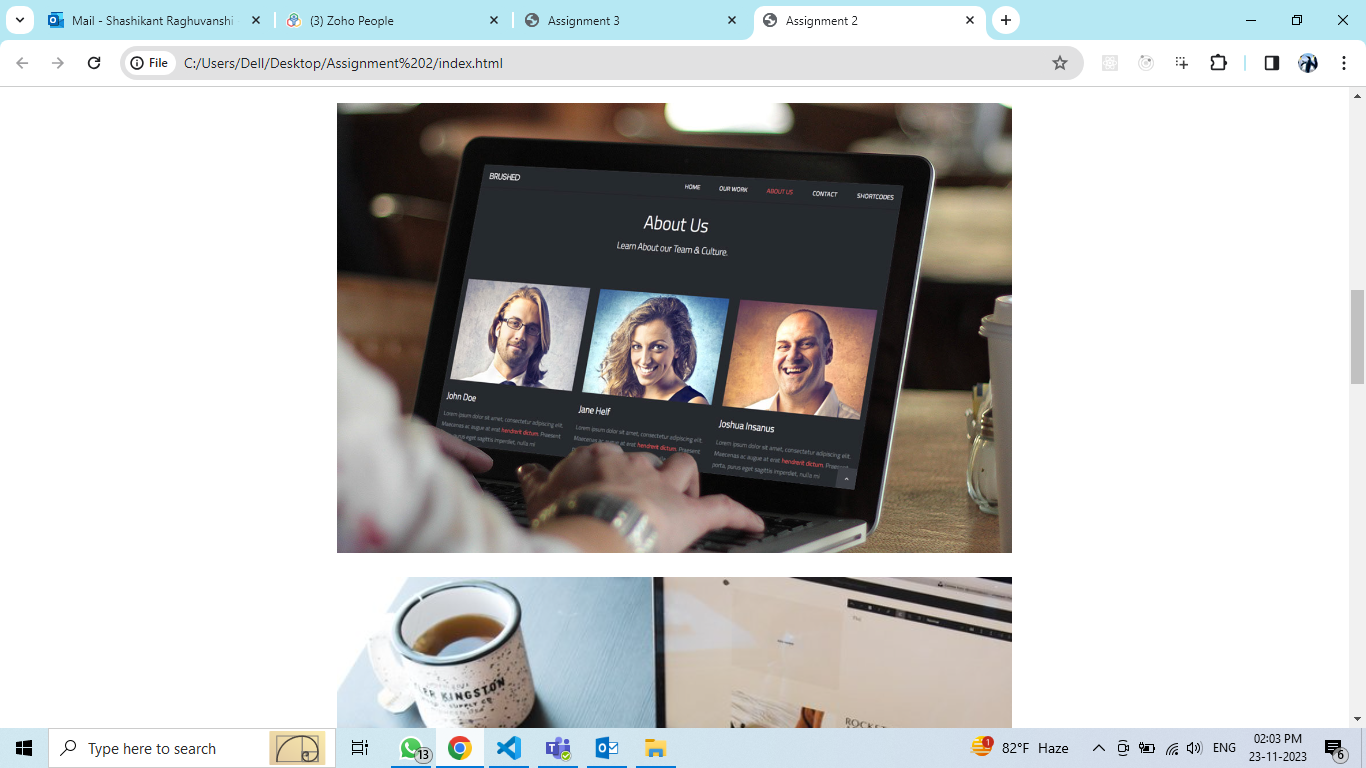 Mail - Shashikant Raghuvanshi
(3) Zoho People
Assignment 3
Assignment 2
File
C:/Users/Dell/Desktop/Assignment%202/index.html
BRUSHED
HOME
OUR WORK
ABOUT US
CONTACT
SHORTCODES
About Us
Learn About our Team & Culture.
John Doe
Lorem ipsum dolor sit amet, consectetur adipiscing elit.
Maecenas ac augue at erat hendrerit dictum. Praesent
purus eget sagittis imperdiet, nulla mi
Jane Helf
Lorem ipsum dolor sit amet, consectetur adipiscing elit.
Maecenas ac augue at erat hendrerit dictum. Praesent
Joshua Insanus
Lorem ipsum dolor sit amet, consectetur adipiscing elit.
Maecenas ac augue at erat hendrerit dictum. Praesent
porta, purus eget sagittis imperdiet, nulla mi
KINGSTON
SUPPLY CO
ROCKET
Type here to search
13
1
82°F Haze
ENG
02:03 PM
23-11-2023
6